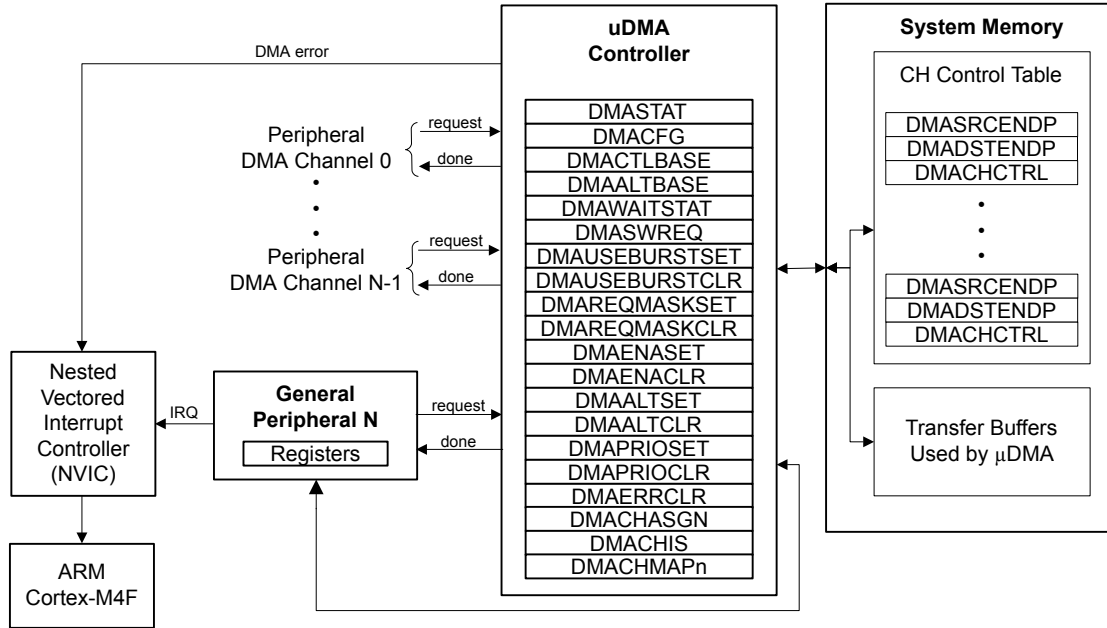 uDMA
Controller
DMA error
System Memory
CH Control Table
DMASRCENDP
DMADSTENDP
DMACHCTRL
•
•
•
DMASRCENDP
DMADSTENDP
DMACHCTRL
Transfer Buffers
Used by μDMA
DMASTAT
DMACFG
DMACTLBASE
DMAALTBASE
DMAWAITSTAT
DMASWREQ
DMAUSEBURSTSET
DMAUSEBURSTCLR
DMAREQMASKSET
DMAREQMASKCLR
DMAENASET
DMAENACLR
DMAALTSET
DMAALTCLR
DMAPRIOSET
DMAPRIOCLR
DMAERRCLR
DMACHASGN
DMACHIS
DMACHMAPn
Peripheral
DMA Channel 0
request
done
•
•
•
Peripheral
DMA Channel N-1
request
done
Nested
Vectored
Interrupt
Controller
(NVIC)
IRQ
General
Peripheral N
Registers
request
done
ARM
Cortex-M4F